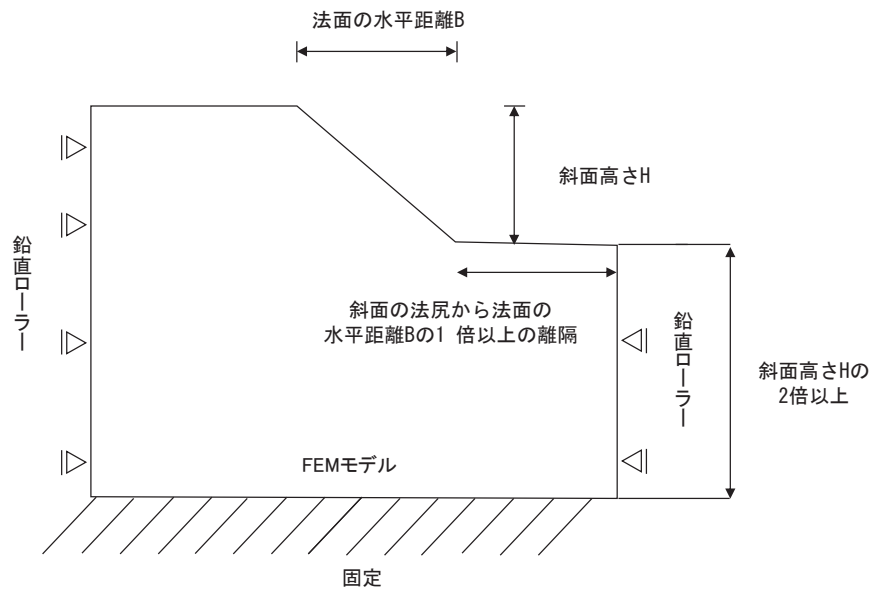 法面の水平距離B
斜面高さH
鉛直ローラー
斜面の法尻から法面の
水平距離Bの1 倍以上の離隔
鉛直ローラー
斜面高さHの
2倍以上
FEMモデル
固定